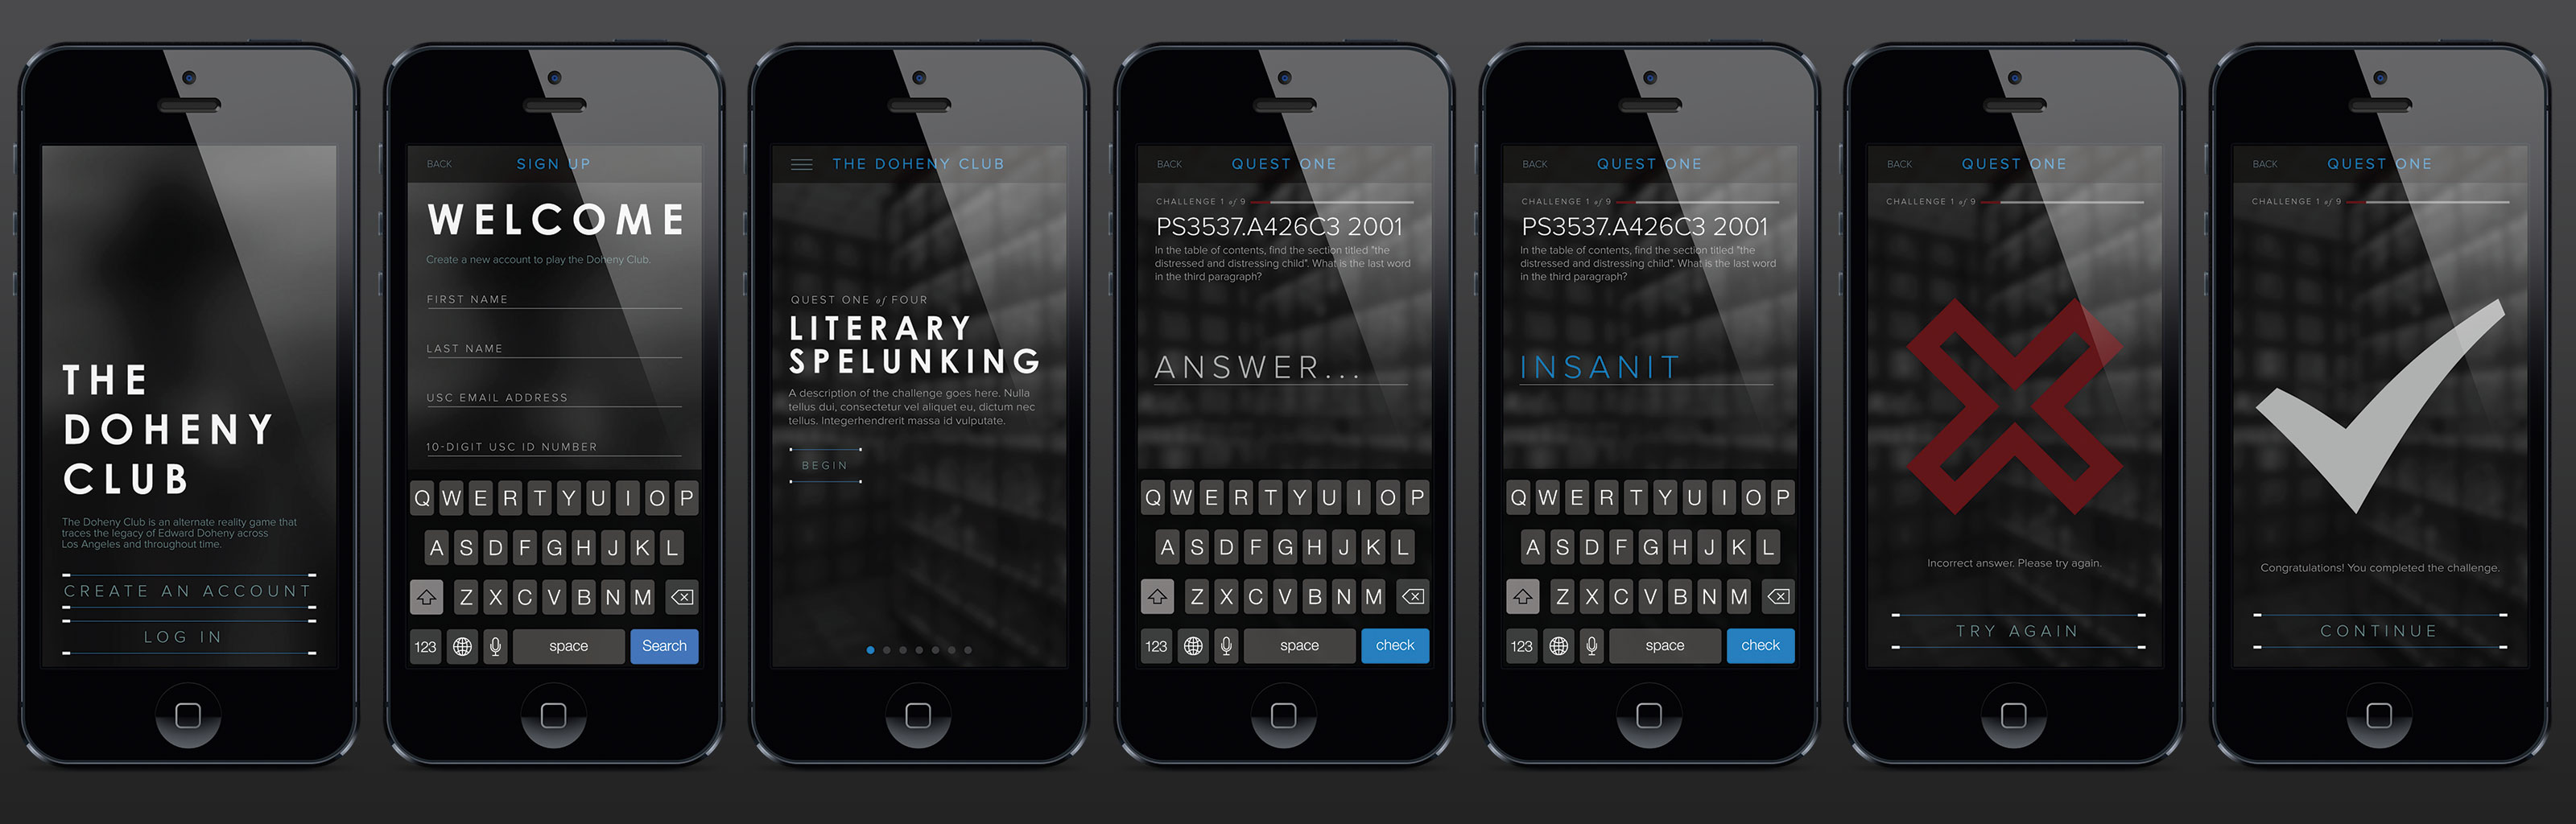 THE
DOHENY
CLUB
The Doheny Club is an alternate reality game that
traces the legacy of Edward Doheny across
Los Angeles and throughout time.
CREATE AN ACCOUNT
LOG IN
BACK SIGN UP
WELCOME
Create a new account to play the Doheny Club.
FIRST NAME
LAST NAME
USC EMAIL ADDRESS
10-DIGIT USC ID NUMBER
Q W E R T Y U I O P
A S D F G H J K L
Z X C V B N M
123 space Search
THE DOHENY CLUB
QUEST ONE of FOUR
LITERARY
SPELUNKING
A description of the challenge goes here. Nulla
tellus dui, consectetur vel aliquet eu, dictum nec
tellus. Integerhendrerit massa id vulputate.
BEGIN
BACK QUEST ONE
CHALLENGE 1 of 9
PS3537.A426C3 2001
In the table of contents, find the section titled "the
distressed and distressing child". What is the last word
in the third paragraph?
ANSWER...
Q W E R T Y U I O P
A S D F G H J K L
Z X C V B N M
123 space check
BACK QUEST ONE
CHALLENGE 1 of 9
PS3537.A426C3 2001
In the table of contents, find the section titled "the
distressed and distressing child". What is the last word
in the third paragraph?
INSANIT
Q W E R T Y U I O P
A S D F G H J K L
Z X C V B N M
123 space check
BACK QUEST ONE
CHALLENGE 1 of 9
Incorrect answer. Please try again.
TRY AGAIN
BACK QUEST ONE
CHALLENGE 1 of 9
Congratulations! You completed the challenge.
CONTINUE